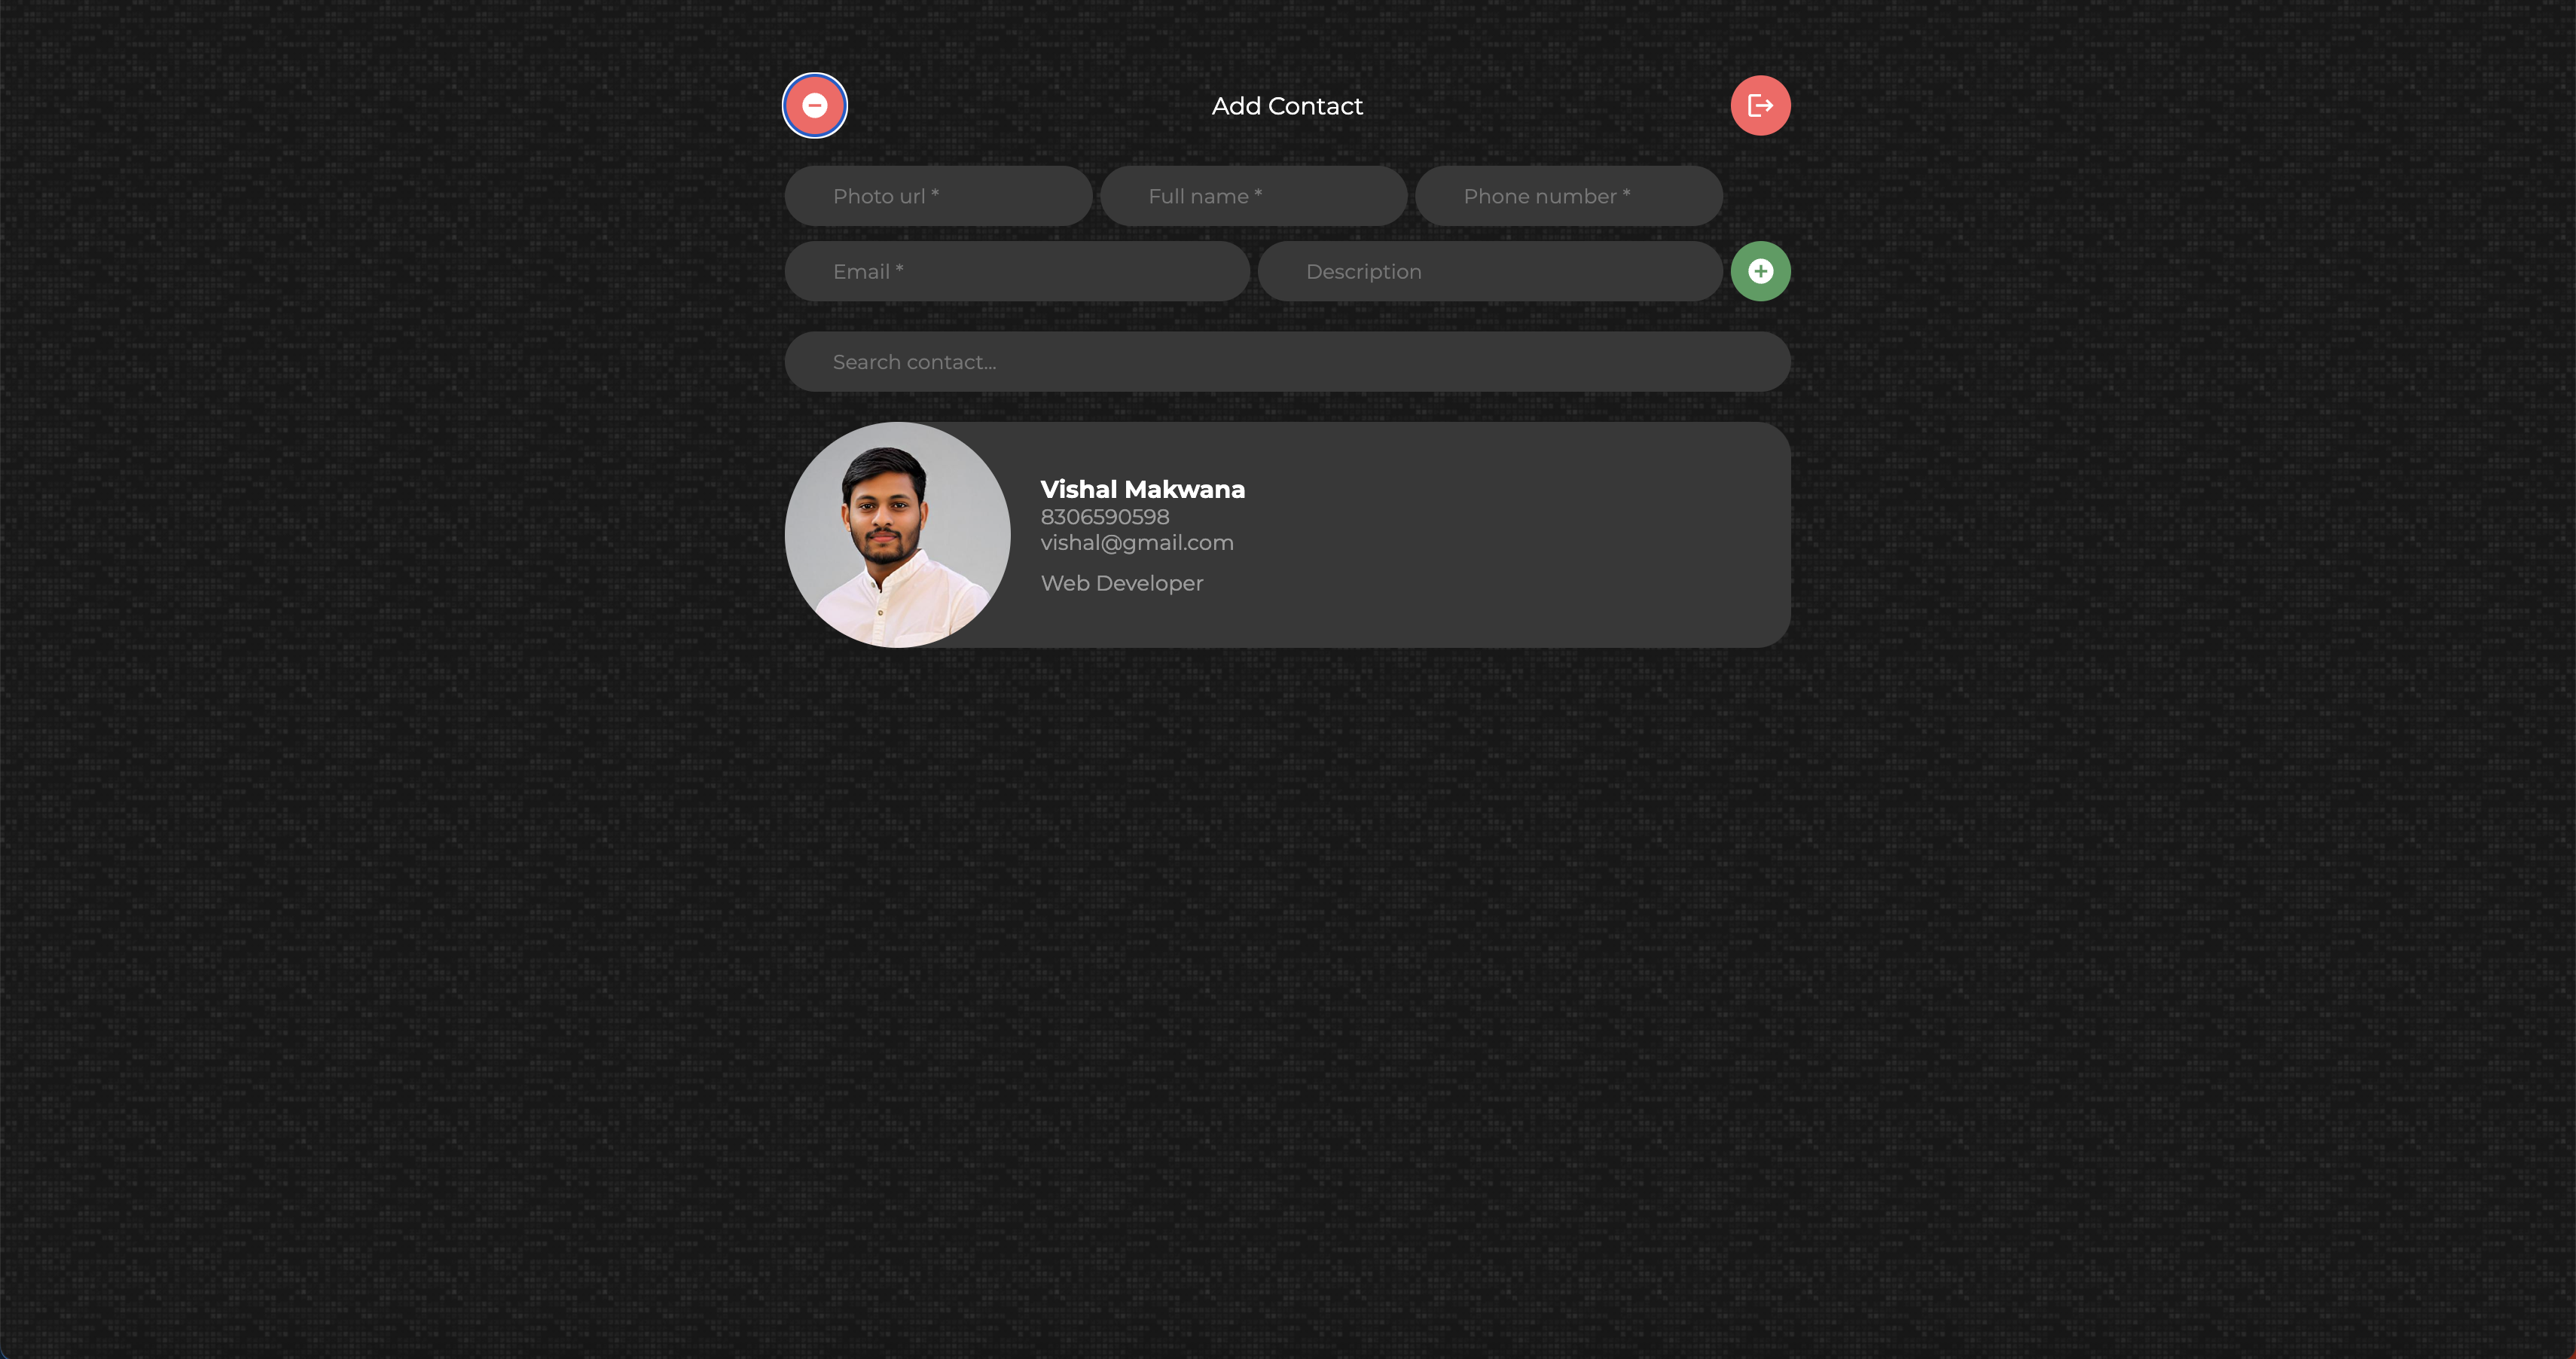 Add Contact
Photo url *
Full name *
Phone number *
Email *
Description
Search contact...
Vishal Makwana
8306590598
vishal@gmail.com
Web Developer